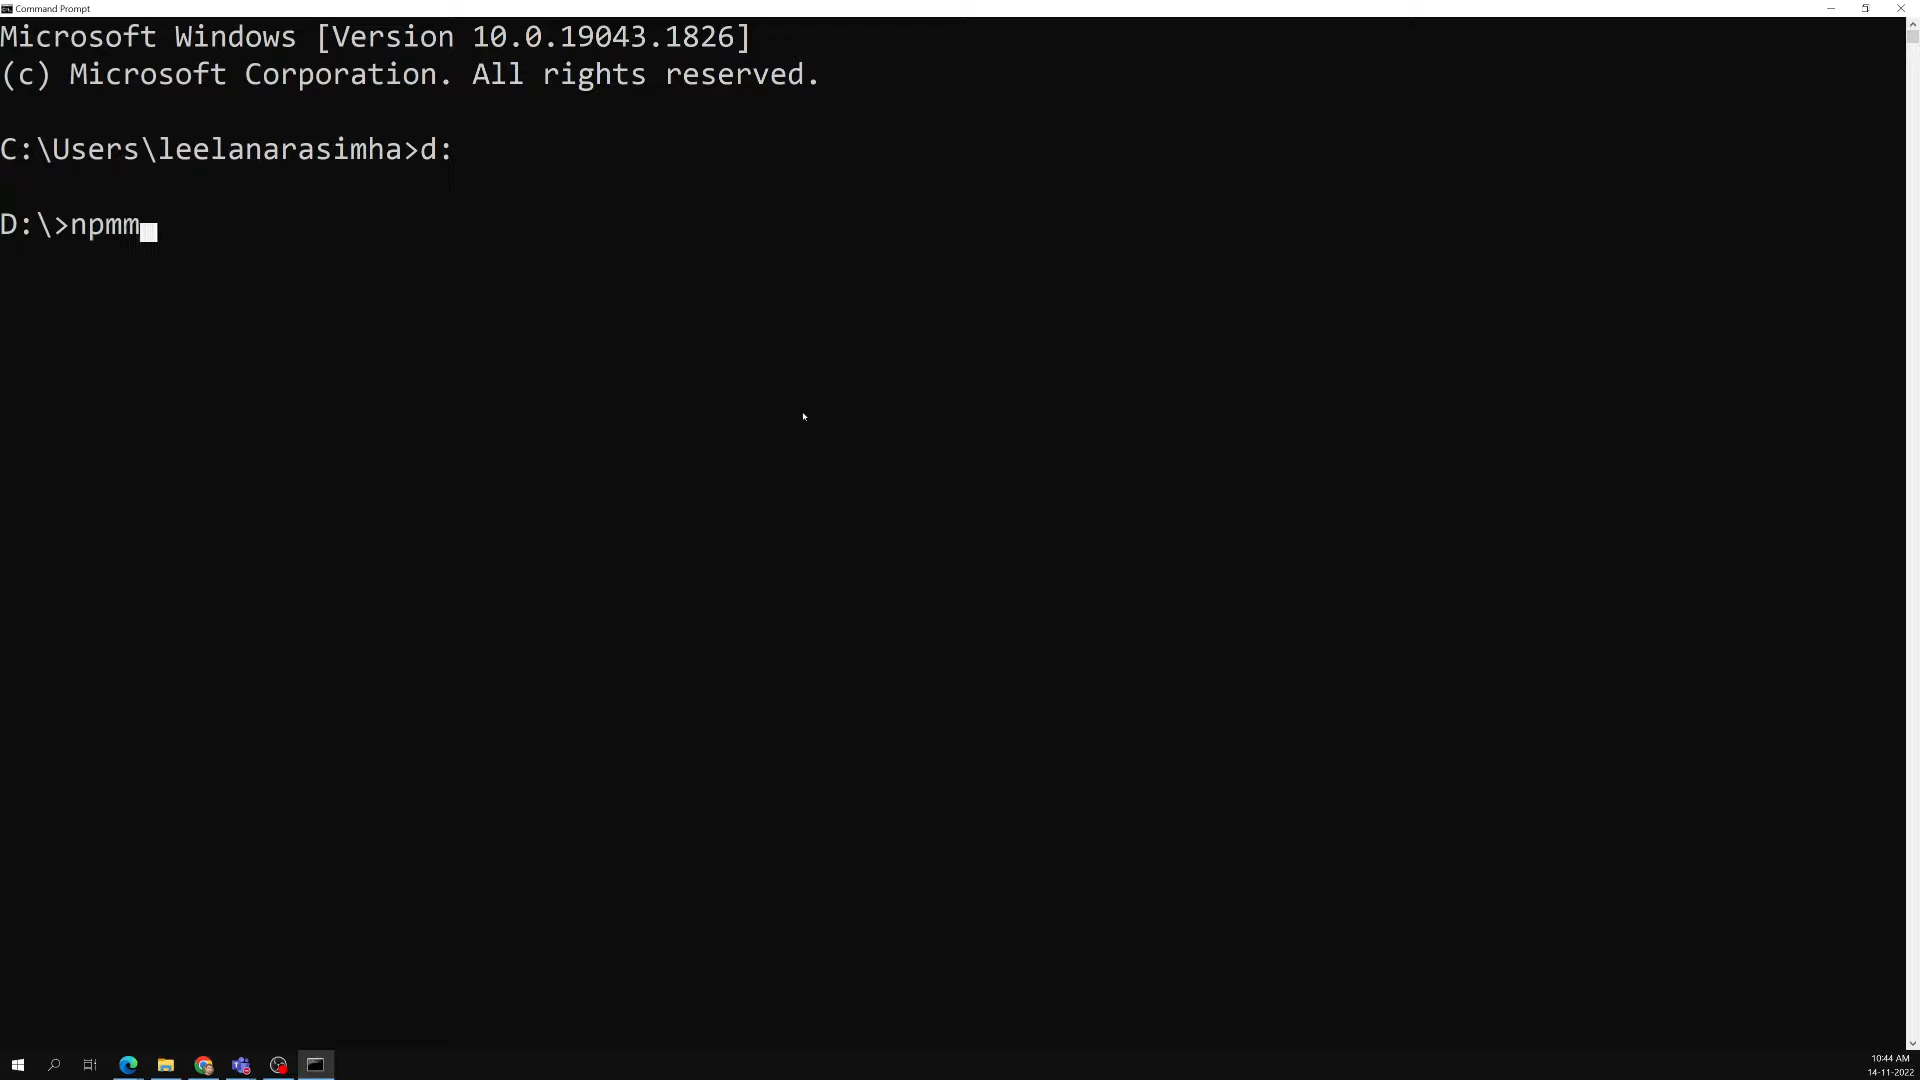 Command Prompt
Microsoft Windows [Version 10.0.19043.1826]
(c) Microsoft Corporation. All rights reserved.
C:\Users\leelanarasimha>d:
D:\>npmm
10:44 AM
14-11-2022